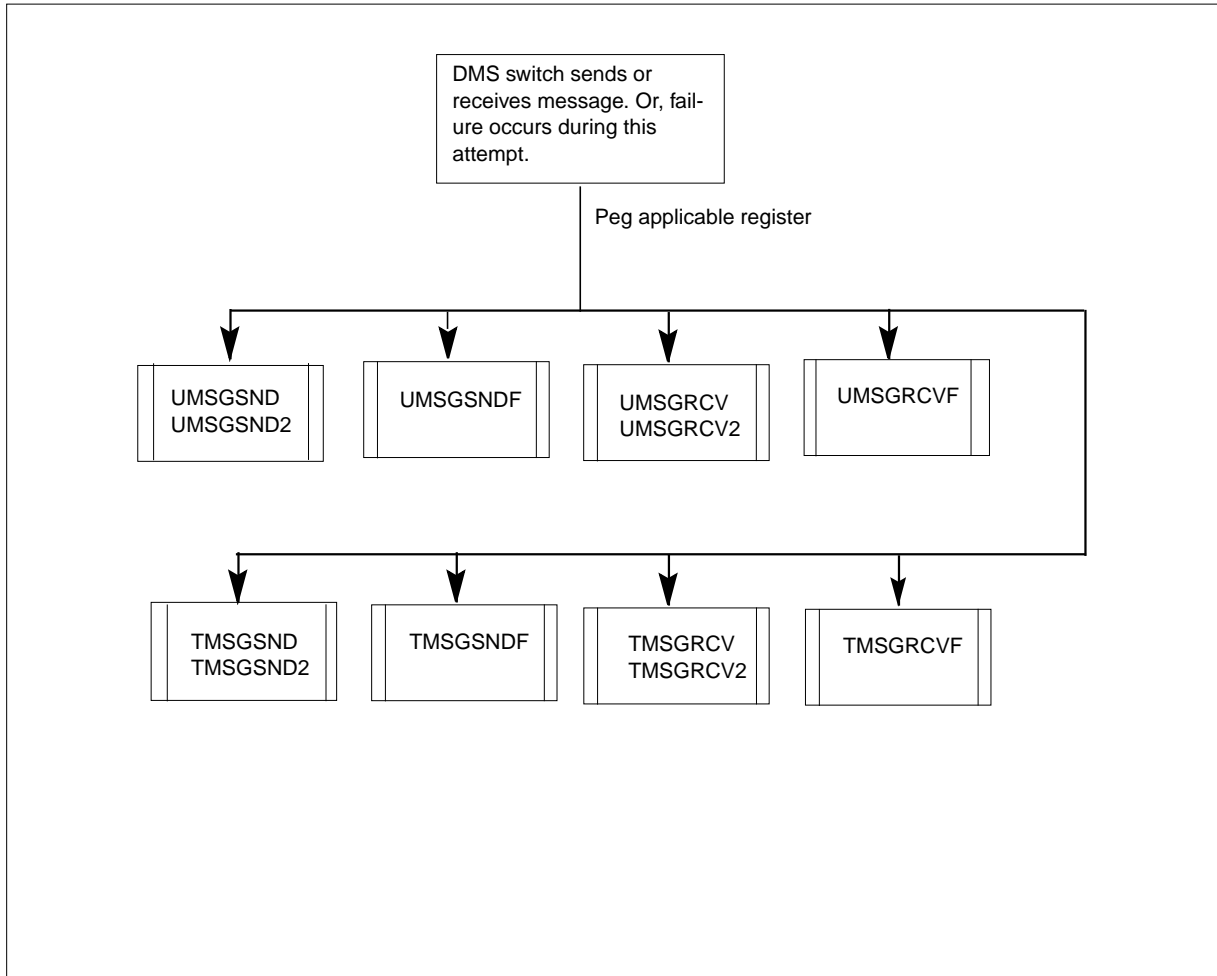 DMS switch sends or
receives message. Or, fail-
ure occurs during this
attempt.
Peg applicable register
UMSGSND
UMSGSND2
UMSGSNDF
UMSGRCV
UMSGRCV2
UMSGRCVF
TMSGSND
TMSGSND2
TMSGSNDF
TMSGRCV
TMSGRCV2
TMSGRCVF